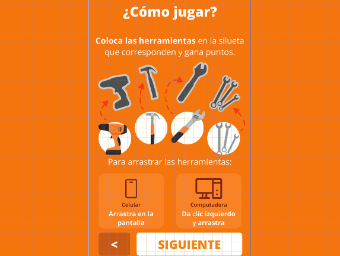 ¿Cómo jugar?
Coloca las herramientas en la silueta
que corresponden y gana puntos.
Para arrastrar las herramientas:
Celular
Arrastra en la
pantalla
Computadora
Da clic izquierdo
y arrastra
<
SIGUIENTE